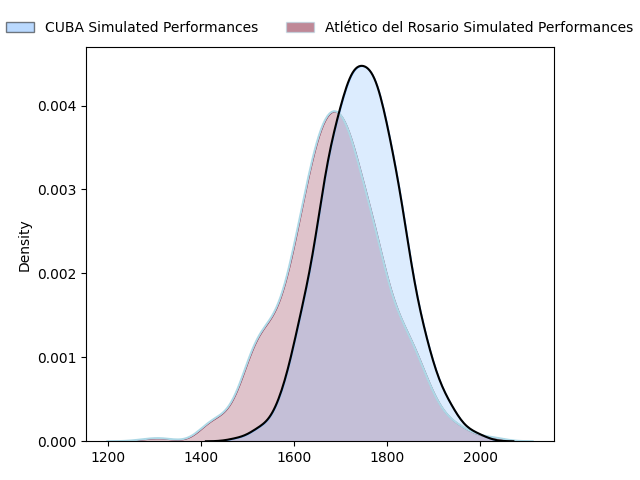 CUBA Simulated Performances Atlético del Rosario Simulated Performances
0.004
0.003
Density
0.002
0.001
0.000
1200 1400 1600 1800 2000